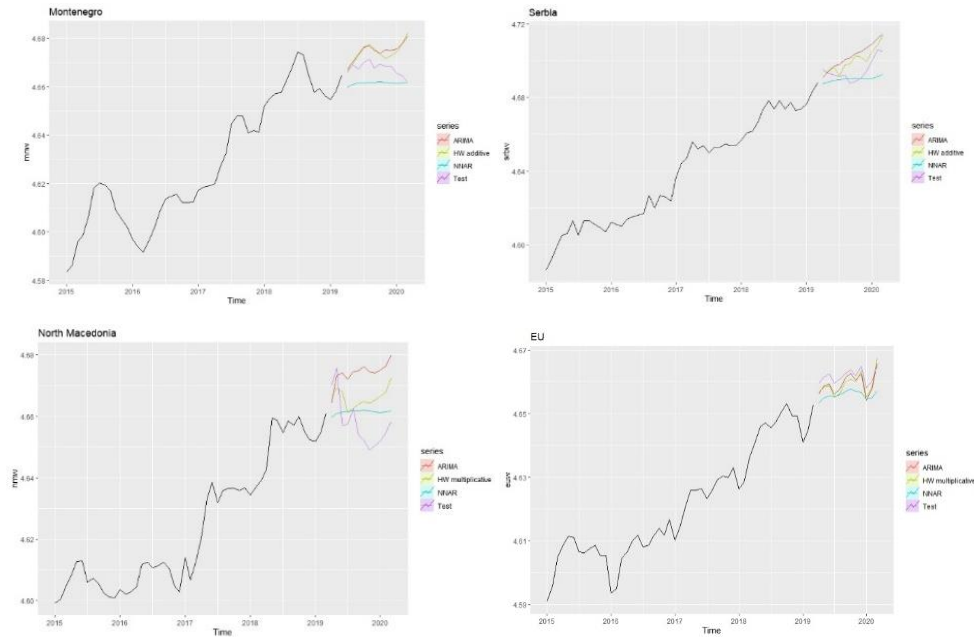 Montenegro
4.68
4.66
4.64
4.62
4.60
4.58
mnw
2015 2016 2017 2018 2019 2020
Time
series
ARIMA
HW additive
NNAR
Test
Serbia
4.72
4.68
4.64
4.60
srbw
2015 2016 2017 2018 2019 2020
Time
series
ARIMA
HW additive
NNAR
Test
North Macedonia
4.68
4.66
4.64
4.62
4.60
nmw
2015 2016 2017 2018 2019 2020
Time
series
ARIMA
HW multiplicative
NNAR
Test
EU
4.67
4.65
4.63
4.61
4.59
euw
2015 2016 2017 2018 2019 2020
Time
series
ARIMA
HW multiplicative
NNAR
Test